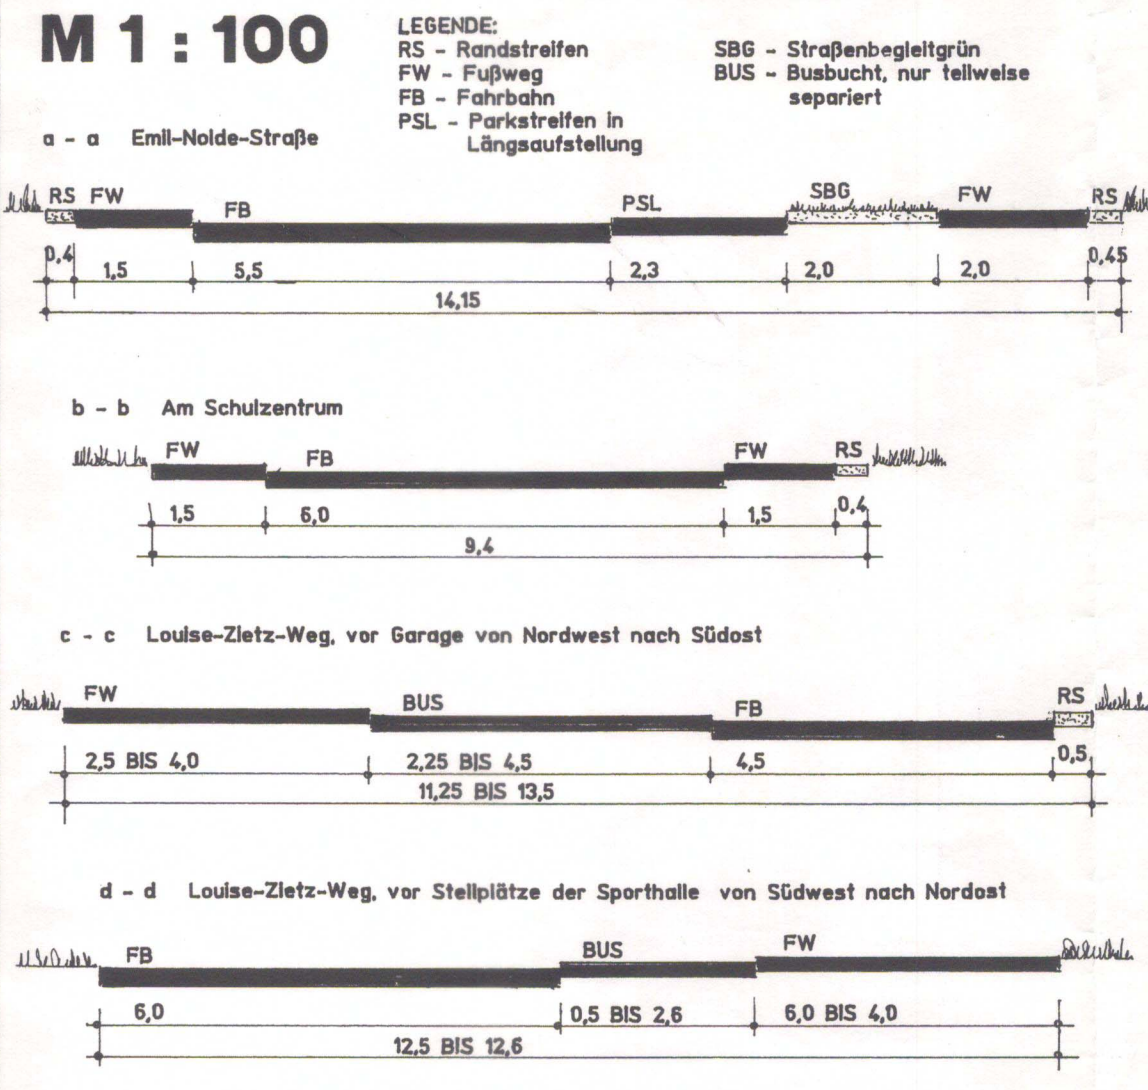 M 1 : 100
LEGENDE:
RS - Randstreifen
FW - Fußweg
FB - Fahrbahn
PSL - Parkstreifen in
Längsaufstellung
SBG - Straßenbegleitgrün
BUS - Busbucht, nur teilweise
separiert
a - a Emil-Nolde-Straße
RS FW FB PSL SBG FW RS
0,4 1,5 5,5 2,3 2,0 2,0 0,45
14,15
b - b Am Schulzentrum
FW FB FW RS
1,5 6,0 1,5 0,4
9,4
c - c Louise-Zietz-Weg, vor Garage von Nordwest nach Südost
FW BUS FB RS
2,5 BIS 4,0 2,25 BIS 4,5 4,5 0,5
11,25 BIS 13,5
d - d Louise-Zietz-Weg, vor Stellplätze der Sporthalle von Südwest nach Nordost
FB BUS FW
6,0 0,5 BIS 2,6 6,0 BIS 4,0
12,5 BIS 12,6